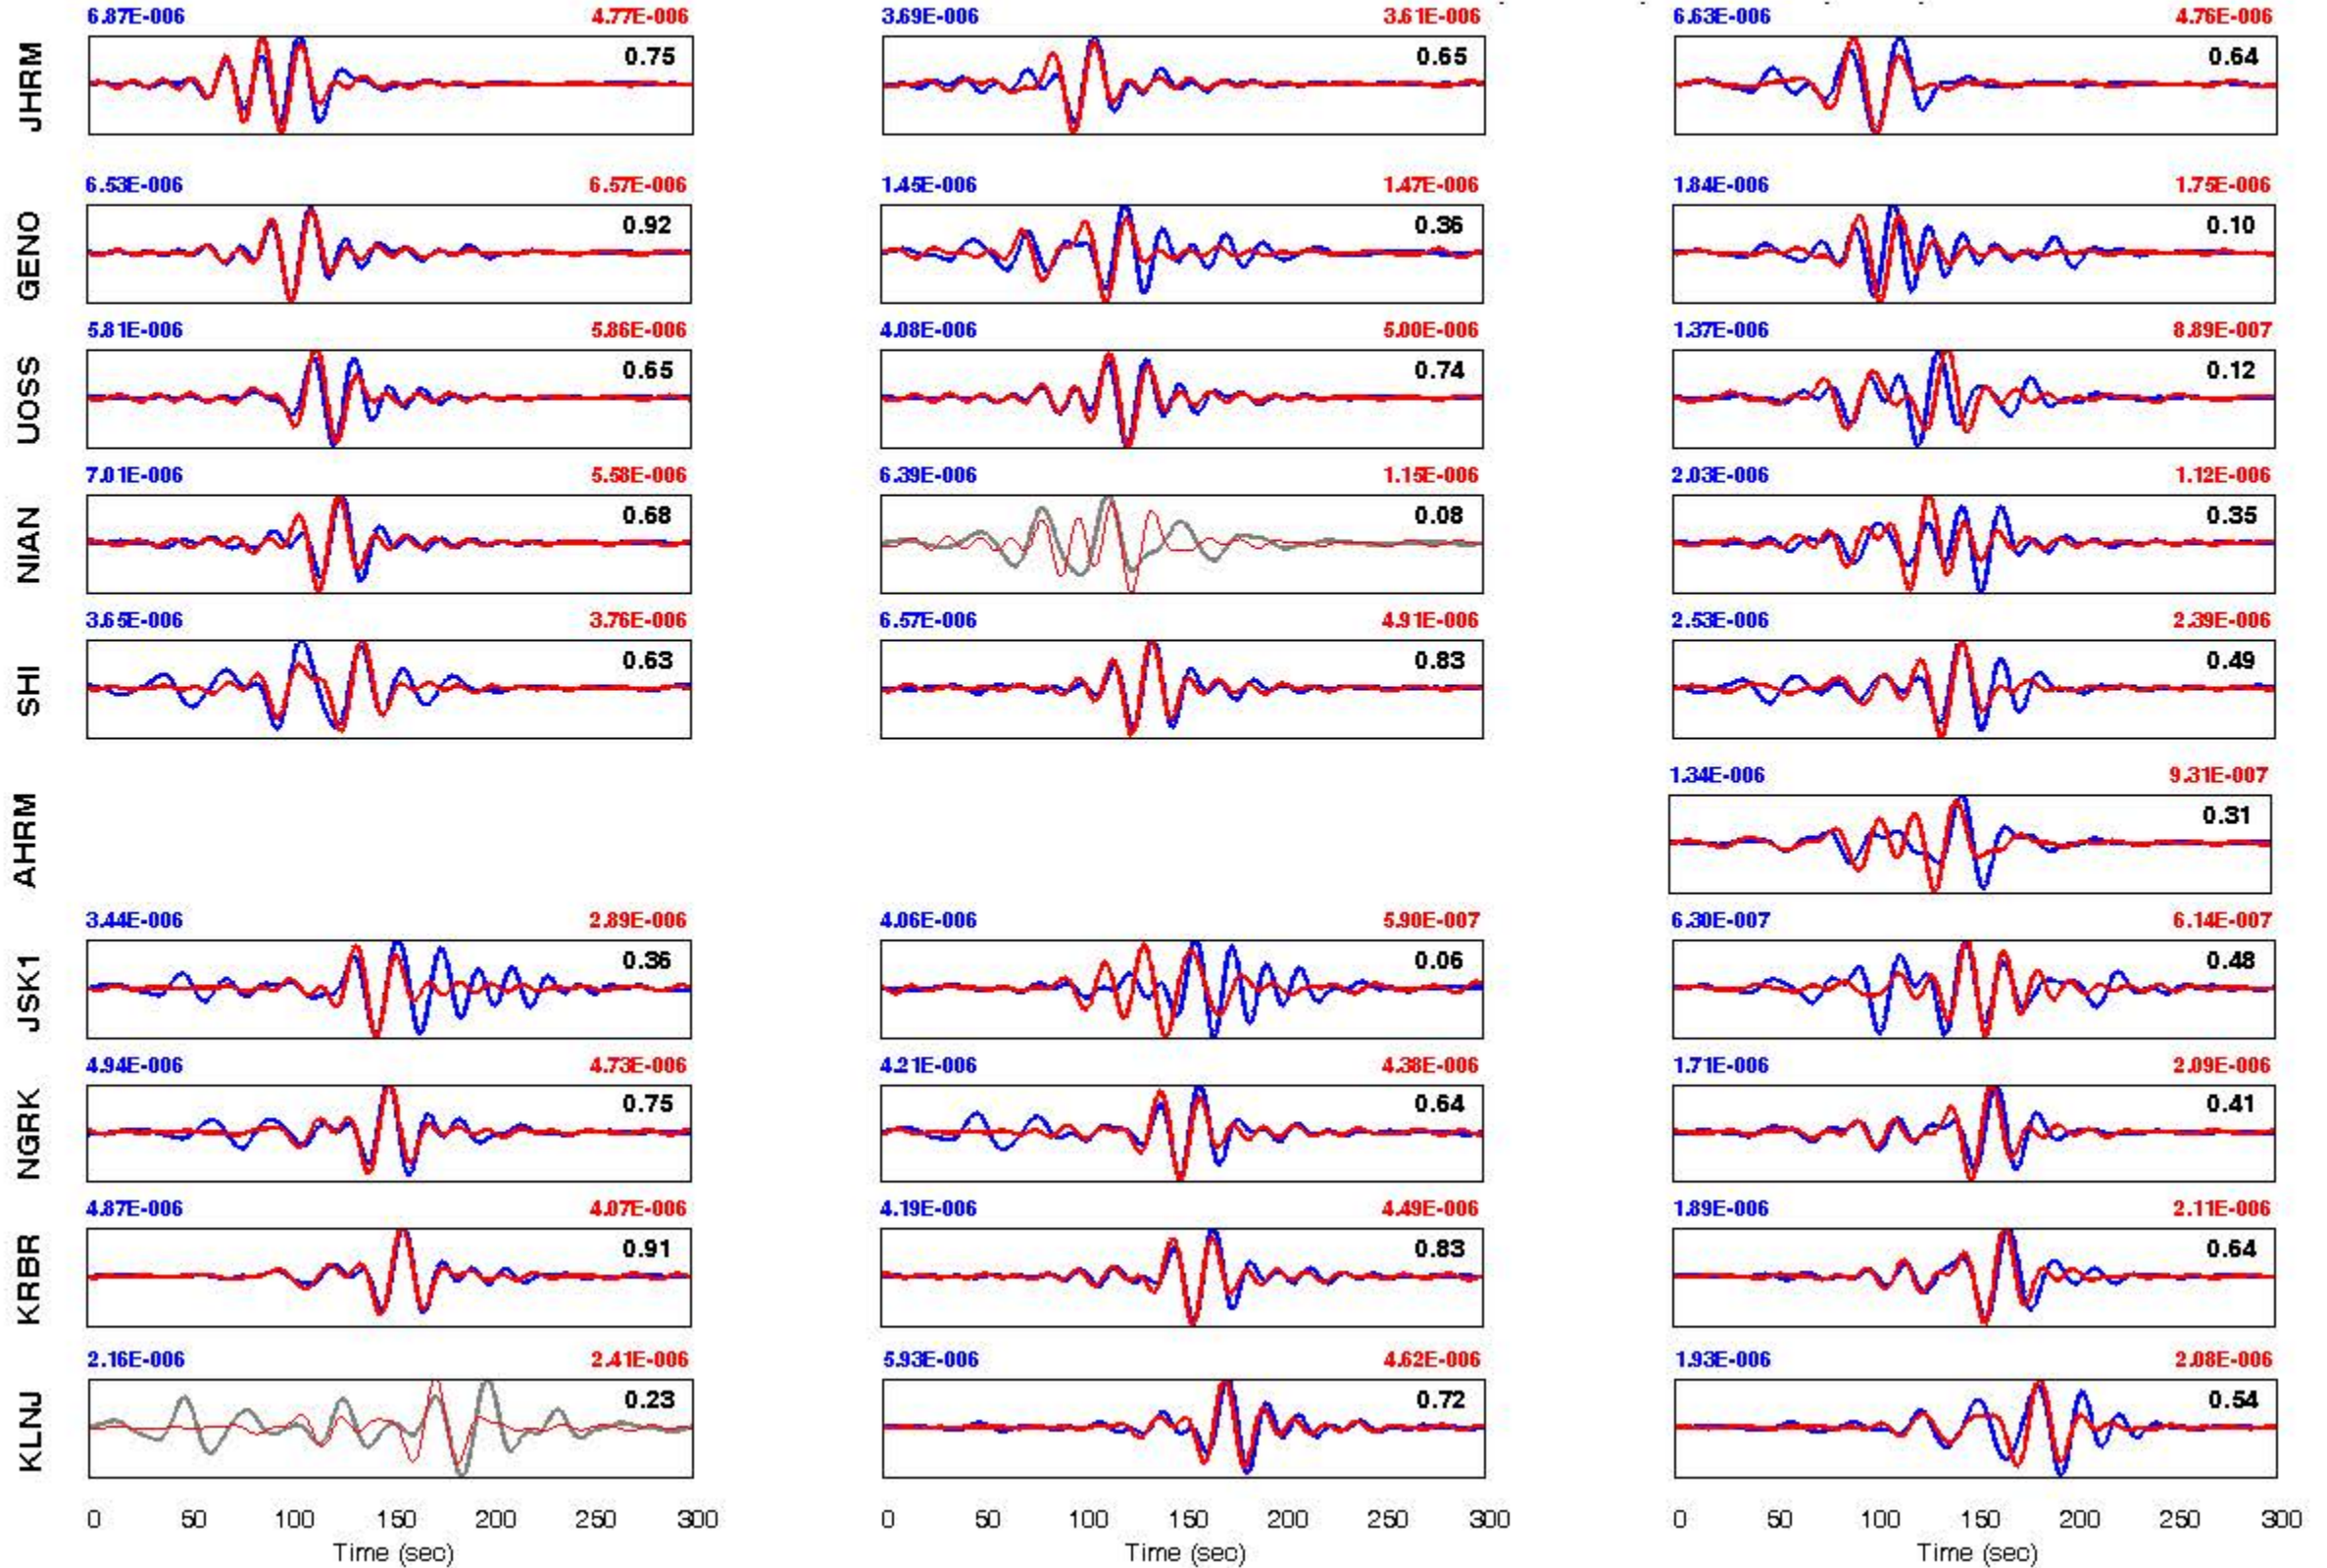 6.87E-006 4.77E-006 3.69E-006 3.61E-006 6.63E-006 4.76E-006
JHRM 0.75 0.65 0.64
6.53E-006 6.57E-006 1.45E-006 1.47E-006 1.84E-006 1.75E-006
GENO 0.92 0.36 0.10
5.81E-006 5.86E-006 4.08E-006 5.00E-006 1.37E-006 8.89E-007
UOSS 0.65 0.74 0.12
7.01E-006 5.58E-006 6.39E-006 1.15E-006 2.03E-006 1.12E-006
NIAN 0.68 0.08 0.35
3.65E-006 3.76E-006 6.57E-006 4.91E-006 2.53E-006 2.39E-006
SHI 0.63 0.83 0.49
1.34E-006 9.31E-007
AHRM 0.31
3.44E-006 2.89E-006 4.06E-006 5.90E-007 6.30E-007 6.14E-007
JSK1 0.36 0.06 0.48
4.94E-006 4.73E-006 4.21E-006 4.38E-006 1.71E-006 2.09E-006
NGRK 0.75 0.64 0.41
4.87E-006 4.07E-006 4.19E-006 4.49E-006 1.89E-006 2.11E-006
KRBR 0.91 0.83 0.64
2.16E-006 2.41E-006 5.93E-006 4.62E-006 1.93E-006 2.08E-006
KLNJ 0.23 0.72 0.54
0 50 100 150 200 250 300 0 50 100 150 200 250 300 0 50 100 150 200 250 300
Time (sec) Time (sec) Time (sec)